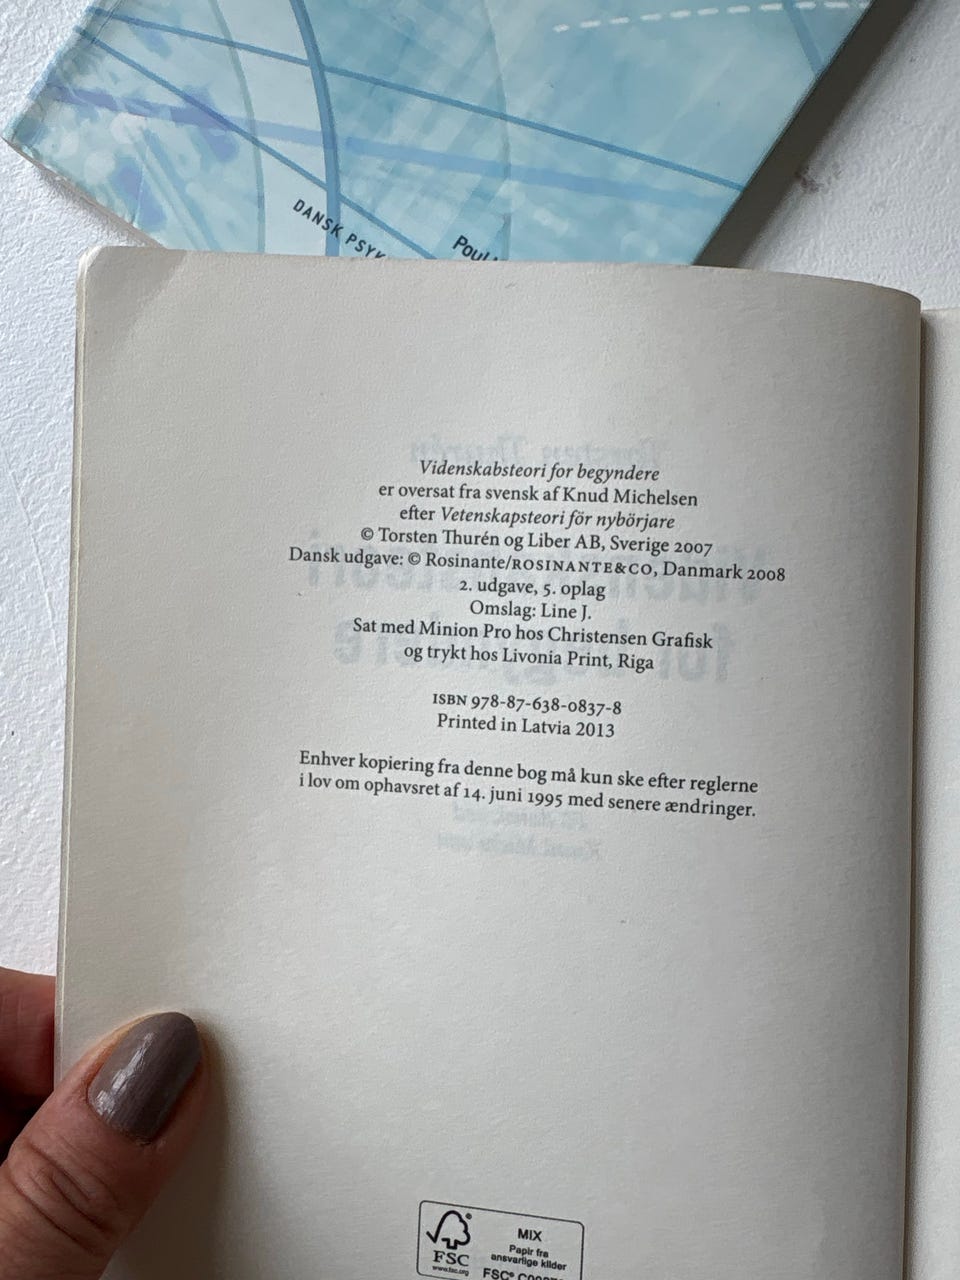 DANSK
Videnskabsteori for begyndere
er oversat fra svensk af Knud Michelsen
efter Vetenskapsteori för nybörjare
© Torsten Thurén og Liber AB, Sverige 2007
Dansk udgave: © Rosinante/ROSINANTE&CO, Danmark 2008
2. udgave, 5. oplag
Omslag: Line J.
Sat med Minion Pro hos Christensen Grafisk
og trykt hos Livonia Print, Riga
ISBN 978-87-638-0837-8
Printed in Latvia 2013
Enhver kopiering fra denne bog må kun ske efter reglerne
i lov om ophavsret af 14. juni 1995 med senere ændringer.
FSC
www.fsc.org
MIX
Papir fra
ansvarlige kilder
FSC®